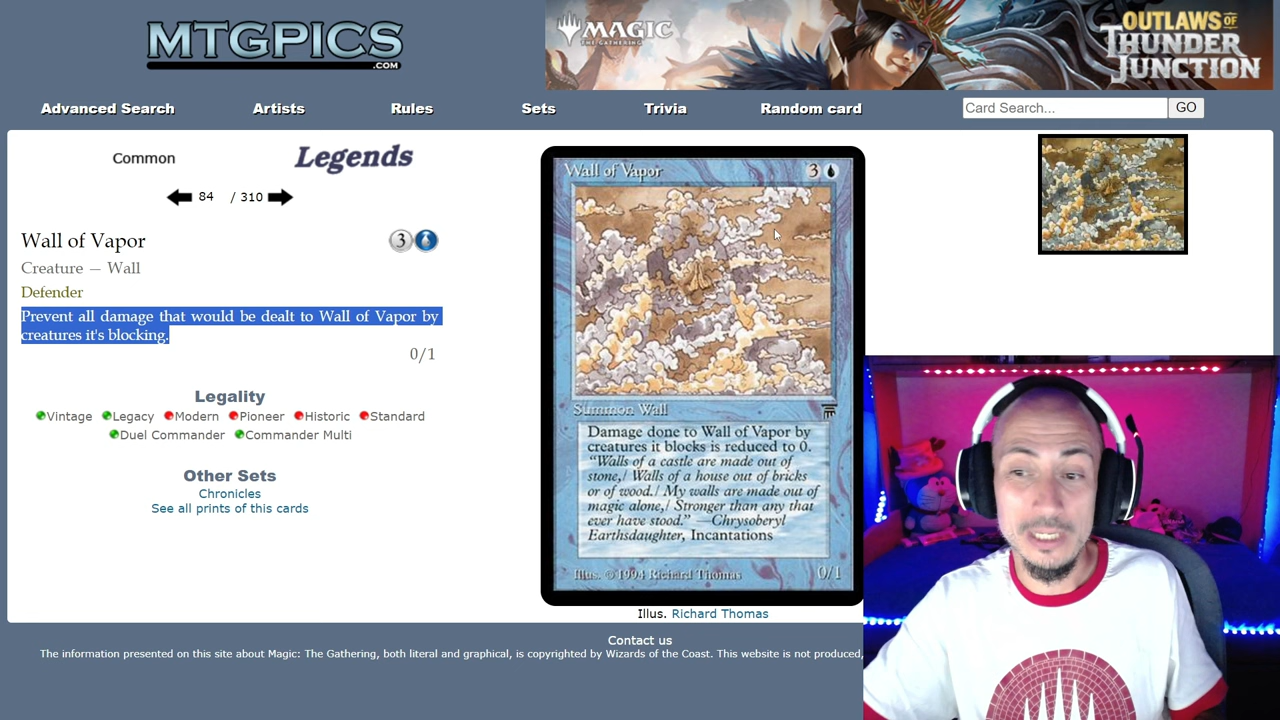 MTGPICS
.COM
MAGIC
THE GATHERING
OUTLAWS OF
THUNDER
JUNCTION
Advanced Search
Artists
Rules
Sets
Trivia
Random card
Card Search...
GO
Common
Legends
84 / 310
Wall of Vapor
3
Creature — Wall
Defender
Prevent all damage that would be dealt to Wall of Vapor by
creatures it's blocking.
0/1
Legality
Vintage Legacy Modern Pioneer Historic Standard
Duel Commander Commander Multi
Other Sets
Chronicles
See all prints of this cards
Wall of Vapor
3
Summon Wall
Damage done to Wall of Vapor by
creatures it blocks is reduced to 0.
"Walls of a castle are made out of
stone,/ Walls of a house out of bricks
or of wood./ My walls are made out of
magic alone,/ Stronger than any that
ever have stood." —Chrysoberyl
Earthsdaughter, Incantations
Illus. © 1994 Richard Thomas
0/1
Illus. Richard Thomas
Contact us
The information presented on this site about Magic: The Gathering, both literal and graphical, is copyrighted by Wizards of the Coast. This website is not produced,